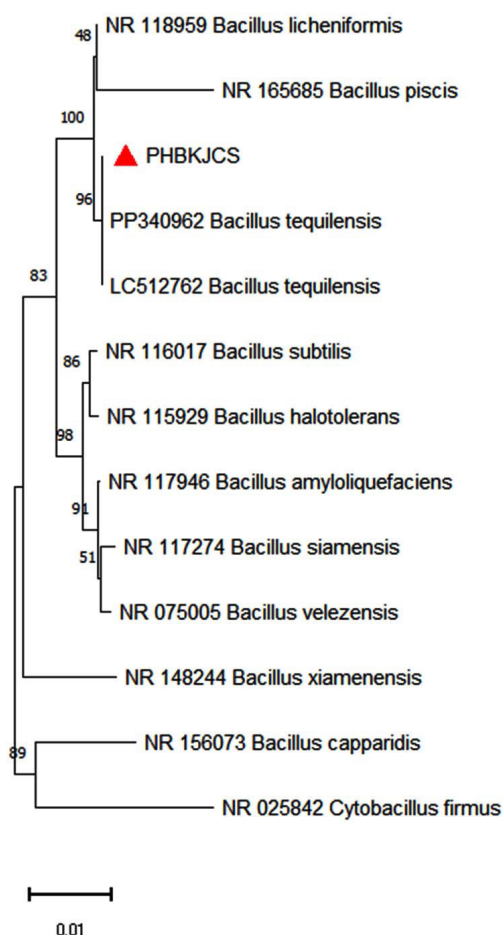 48
NR 118959 Bacillus licheniformis
NR 165685 Bacillus piscis
100
PHBKJCS
96
PP340962 Bacillus tequilensis
LC512762 Bacillus tequilensis
83
NR 116017 Bacillus subtilis
86
NR 115929 Bacillus halotolerans
98
NR 117946 Bacillus amyloliquefaciens
91
NR 117274 Bacillus siamensis
51
NR 075005 Bacillus velezensis
NR 148244 Bacillus xiamenensis
NR 156073 Bacillus capparidis
89
NR 025842 Cytobacillus firmus
0.01